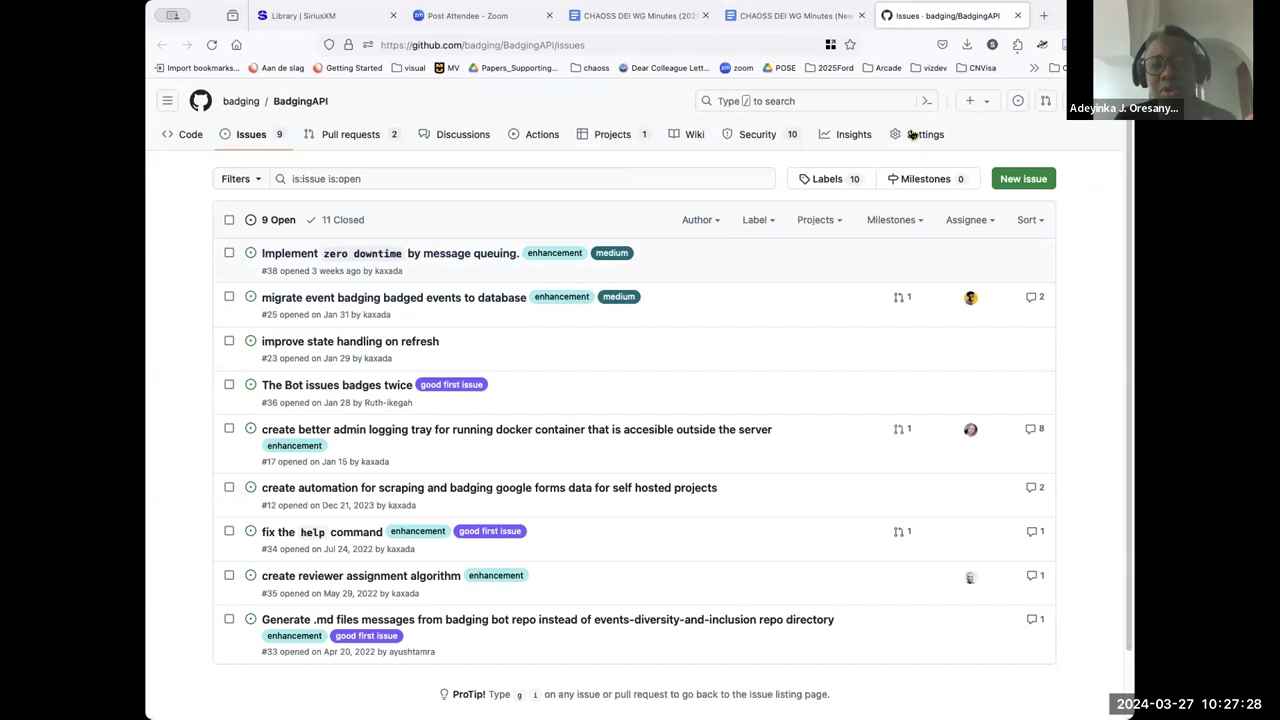 Library | SiriusXM
Post Attendee - Zoom
CHAOSS DEI WG Minutes (202
CHAOSS DEI WG Minutes (New
Issues · badging/BadgingAPI
https://github.com/badging/BadgingAPI/issues
Import bookmarks... Aan de slag Getting Started visual MV Papers_Supporting... chaoss Dear Colleague Lett... zoom POSE 2025Ford Arcade vizdev CNVisa
Adeyinka J. Oresany...
badging / BadgingAPI
Type / to search
Code Issues 9 Pull requests 2 Discussions Actions Projects 1 Wiki Security 10 Insights Settings
Filters is:issue is:open Labels 10 Milestones 0 New issue
9 Open 11 Closed Author Label Projects Milestones Assignee Sort
Implement zero downtime by message queuing. enhancement medium
#38 opened 3 weeks ago by kaxada
migrate event badging badged events to database enhancement medium 1 2
#25 opened on Jan 31 by kaxada
improve state handling on refresh
#23 opened on Jan 29 by kaxada
The Bot issues badges twice good first issue
#36 opened on Jan 28 by Ruth-ikegah
create better admin logging tray for running docker container that is accesible outside the server 1 8
enhancement
#17 opened on Jan 15 by kaxada
create automation for scraping and badging google forms data for self hosted projects 2
#12 opened on Dec 21, 2023 by kaxada
fix the help command enhancement good first issue 1 1
#34 opened on Jul 24, 2022 by kaxada
create reviewer assignment algorithm enhancement 1
#35 opened on May 29, 2022 by kaxada
Generate .md files messages from badging bot repo instead of events-diversity-and-inclusion repo directory 1
enhancement good first issue
#33 opened on Apr 20, 2022 by ayushtamra
ProTip! Type g i on any issue or pull request to go back to the issue listing page.
2024-03-27 10:27:28